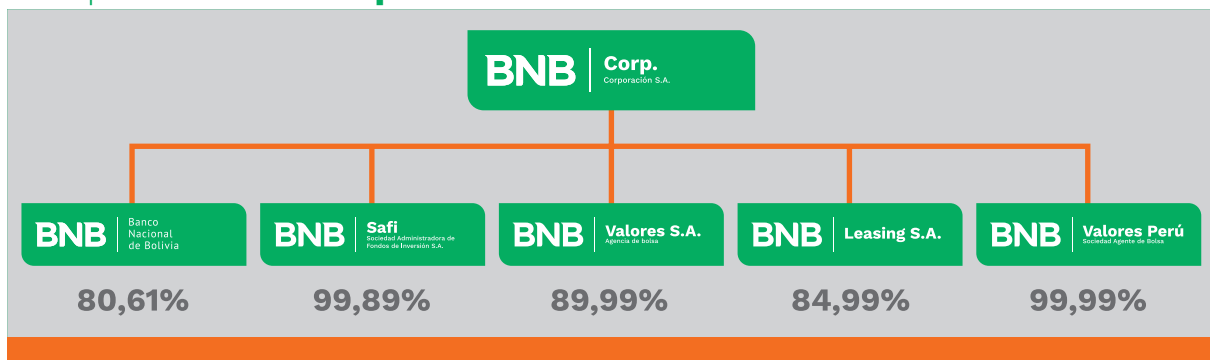 BNB Corp.
Corporación S.A.
BNB Banco
Nacional
de Bolivia
BNB Safi
Sociedad Administradora de
Fondos de Inversión S.A.
BNB Valores S.A.
Agencia de bolsa
BNB Leasing S.A.
BNB Valores Perú
Sociedad Agente de Bolsa
80,61%
99,89%
89,99%
84,99%
99,99%